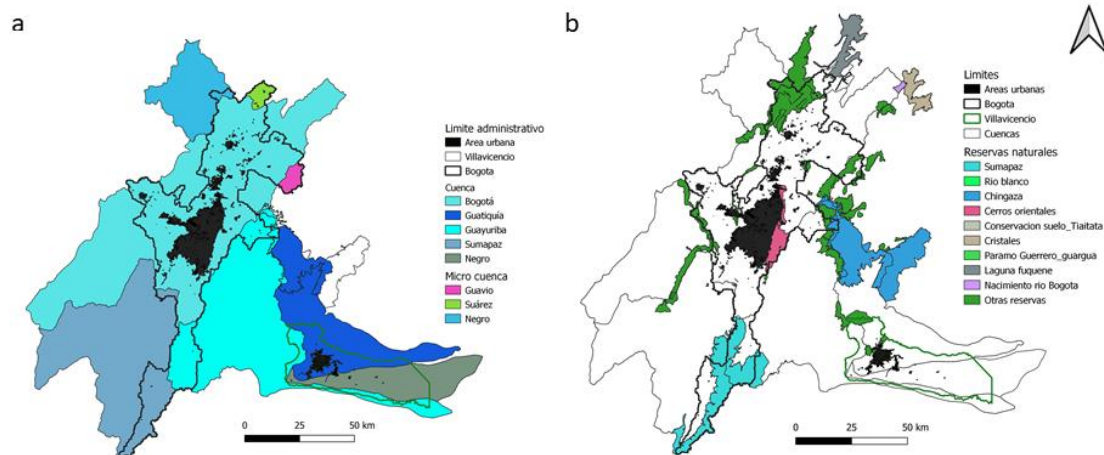 a
Limite administrativo
Area urbana
Villavicencio
Bogota
Cuenca
Bogotá
Guatiquía
Guayuriba
Sumapaz
Negro
Micro cuenca
Guavio
Suárez
Negro
0 25 50 km
b
Limites
Areas urbanas
Bogota
Villavicencio
Cuencas
Reservas naturales
Sumapaz
Rio blanco
Chingaza
Cerros orientales
Conservacion suelo_Tiaitata
Cristales
Paramo Guerrero_guargua
Laguna fuquene
Nacimiento rio Bogota
Otras reservas
0 25 50 km